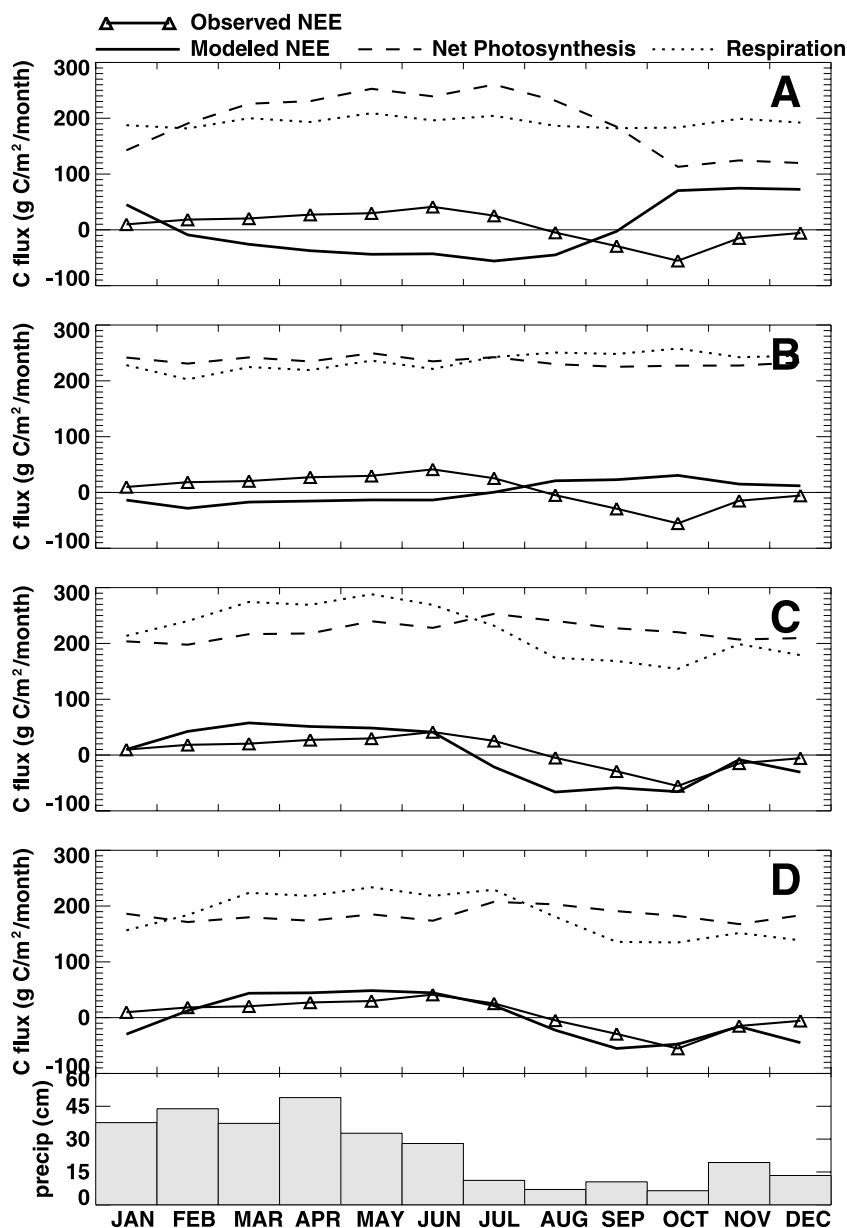 Observed NEE
Modeled NEE Net Photosynthesis Respiration
300
A
200
100
0
-100
C flux (g C/m²/month)
300
B
200
100
0
-100
C flux (g C/m²/month)
300
C
200
100
0
-100
C flux (g C/m²/month)
300
D
200
100
0
-100
C flux (g C/m²/month)
60
45
30
15
0
precip (cm)
JAN FEB MAR APR MAY JUN JUL AUG SEP OCT NOV DEC